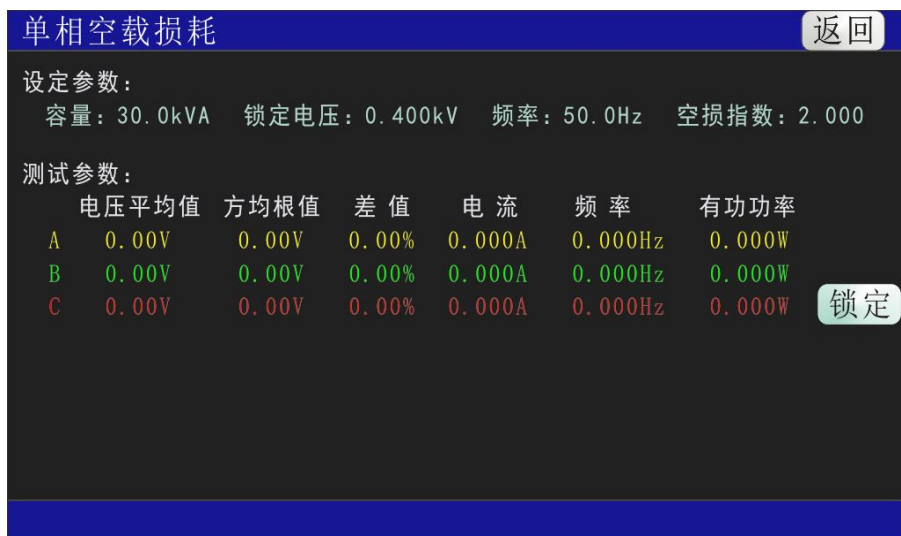 单相空载损耗 返回
设定参数：
容量：30.0kVA 锁定电压：0.400kV 频率：50.0Hz 空损指数：2.000
测试参数：
电压平均值 方均根值 差 值 电 流 频 率 有功功率
A 0.00V 0.00V 0.00% 0.000A 0.000Hz 0.000W
B 0.00V 0.00V 0.00% 0.000A 0.000Hz 0.000W
C 0.00V 0.00V 0.00% 0.000A 0.000Hz 0.000W 锁定